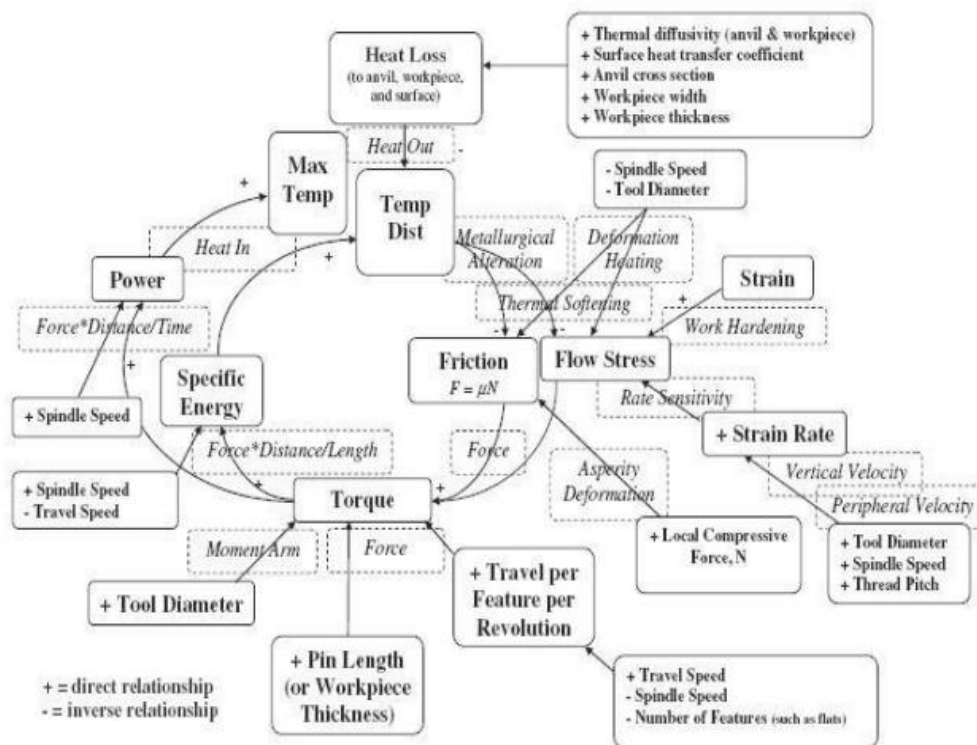 Heat Loss
(to anvil, workpiece,
and surface)
+ Thermal diffusivity (anvil & workpiece)
+ Surface heat transfer coefficient
+ Anvil cross section
+ Workpiece width
+ Workpiece thickness
Heat Out
-
Max
Temp
+
Temp
Dist
- Spindle Speed
- Tool Diameter
Heat In
+
Metallurgical
Alteration
Deformation
Heating
Power
Thermal Softening
Strain
+
Work Hardening
Force*Distance/Time
-
-
+
Specific
Energy
Friction
F = μN
Flow Stress
Rate Sensitivity
+ Spindle Speed
+ Strain Rate
Force*Distance/Length
Force
Asperity
Deformation
Vertical Velocity
+ Spindle Speed
- Travel Speed
+
Torque
+
Peripheral Velocity
Moment Arm
Force
+ Local Compressive
Force, N
+ Tool Diameter
+ Spindle Speed
+ Thread Pitch
+ Tool Diameter
+ Travel per
Feature per
Revolution
+ Pin Length
(or Workpiece
Thickness)
+ = direct relationship
- = inverse relationship
+ Travel Speed
- Spindle Speed
- Number of Features (such as flats)